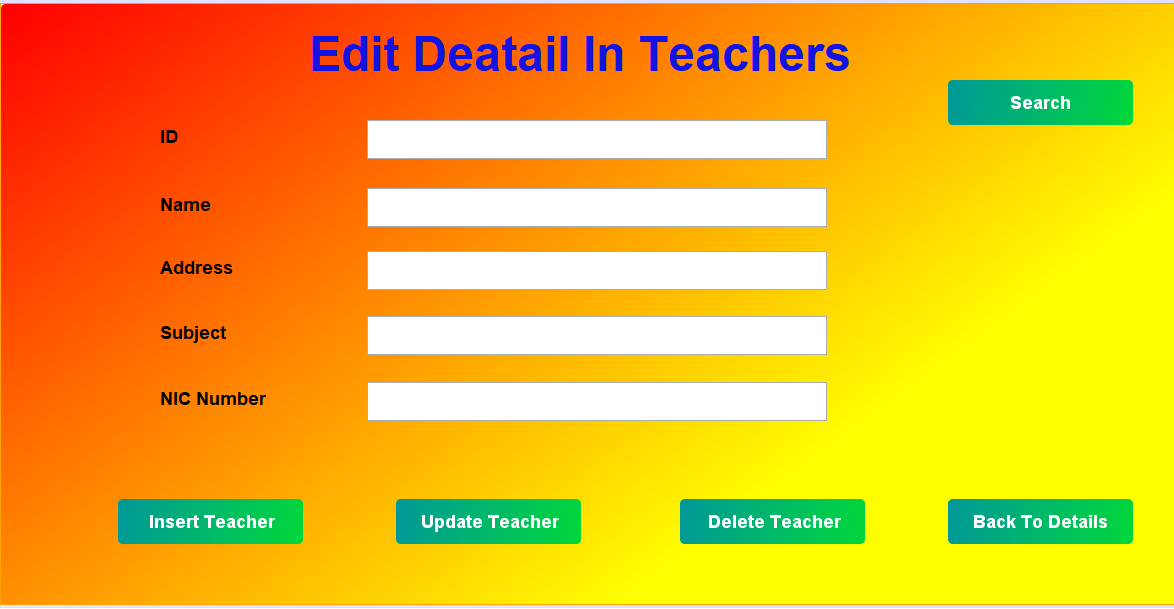 Edit Deatail In Teachers
Search
ID
Name
Address
Subject
NIC Number
Insert Teacher
Update Teacher
Delete Teacher
Back To Details